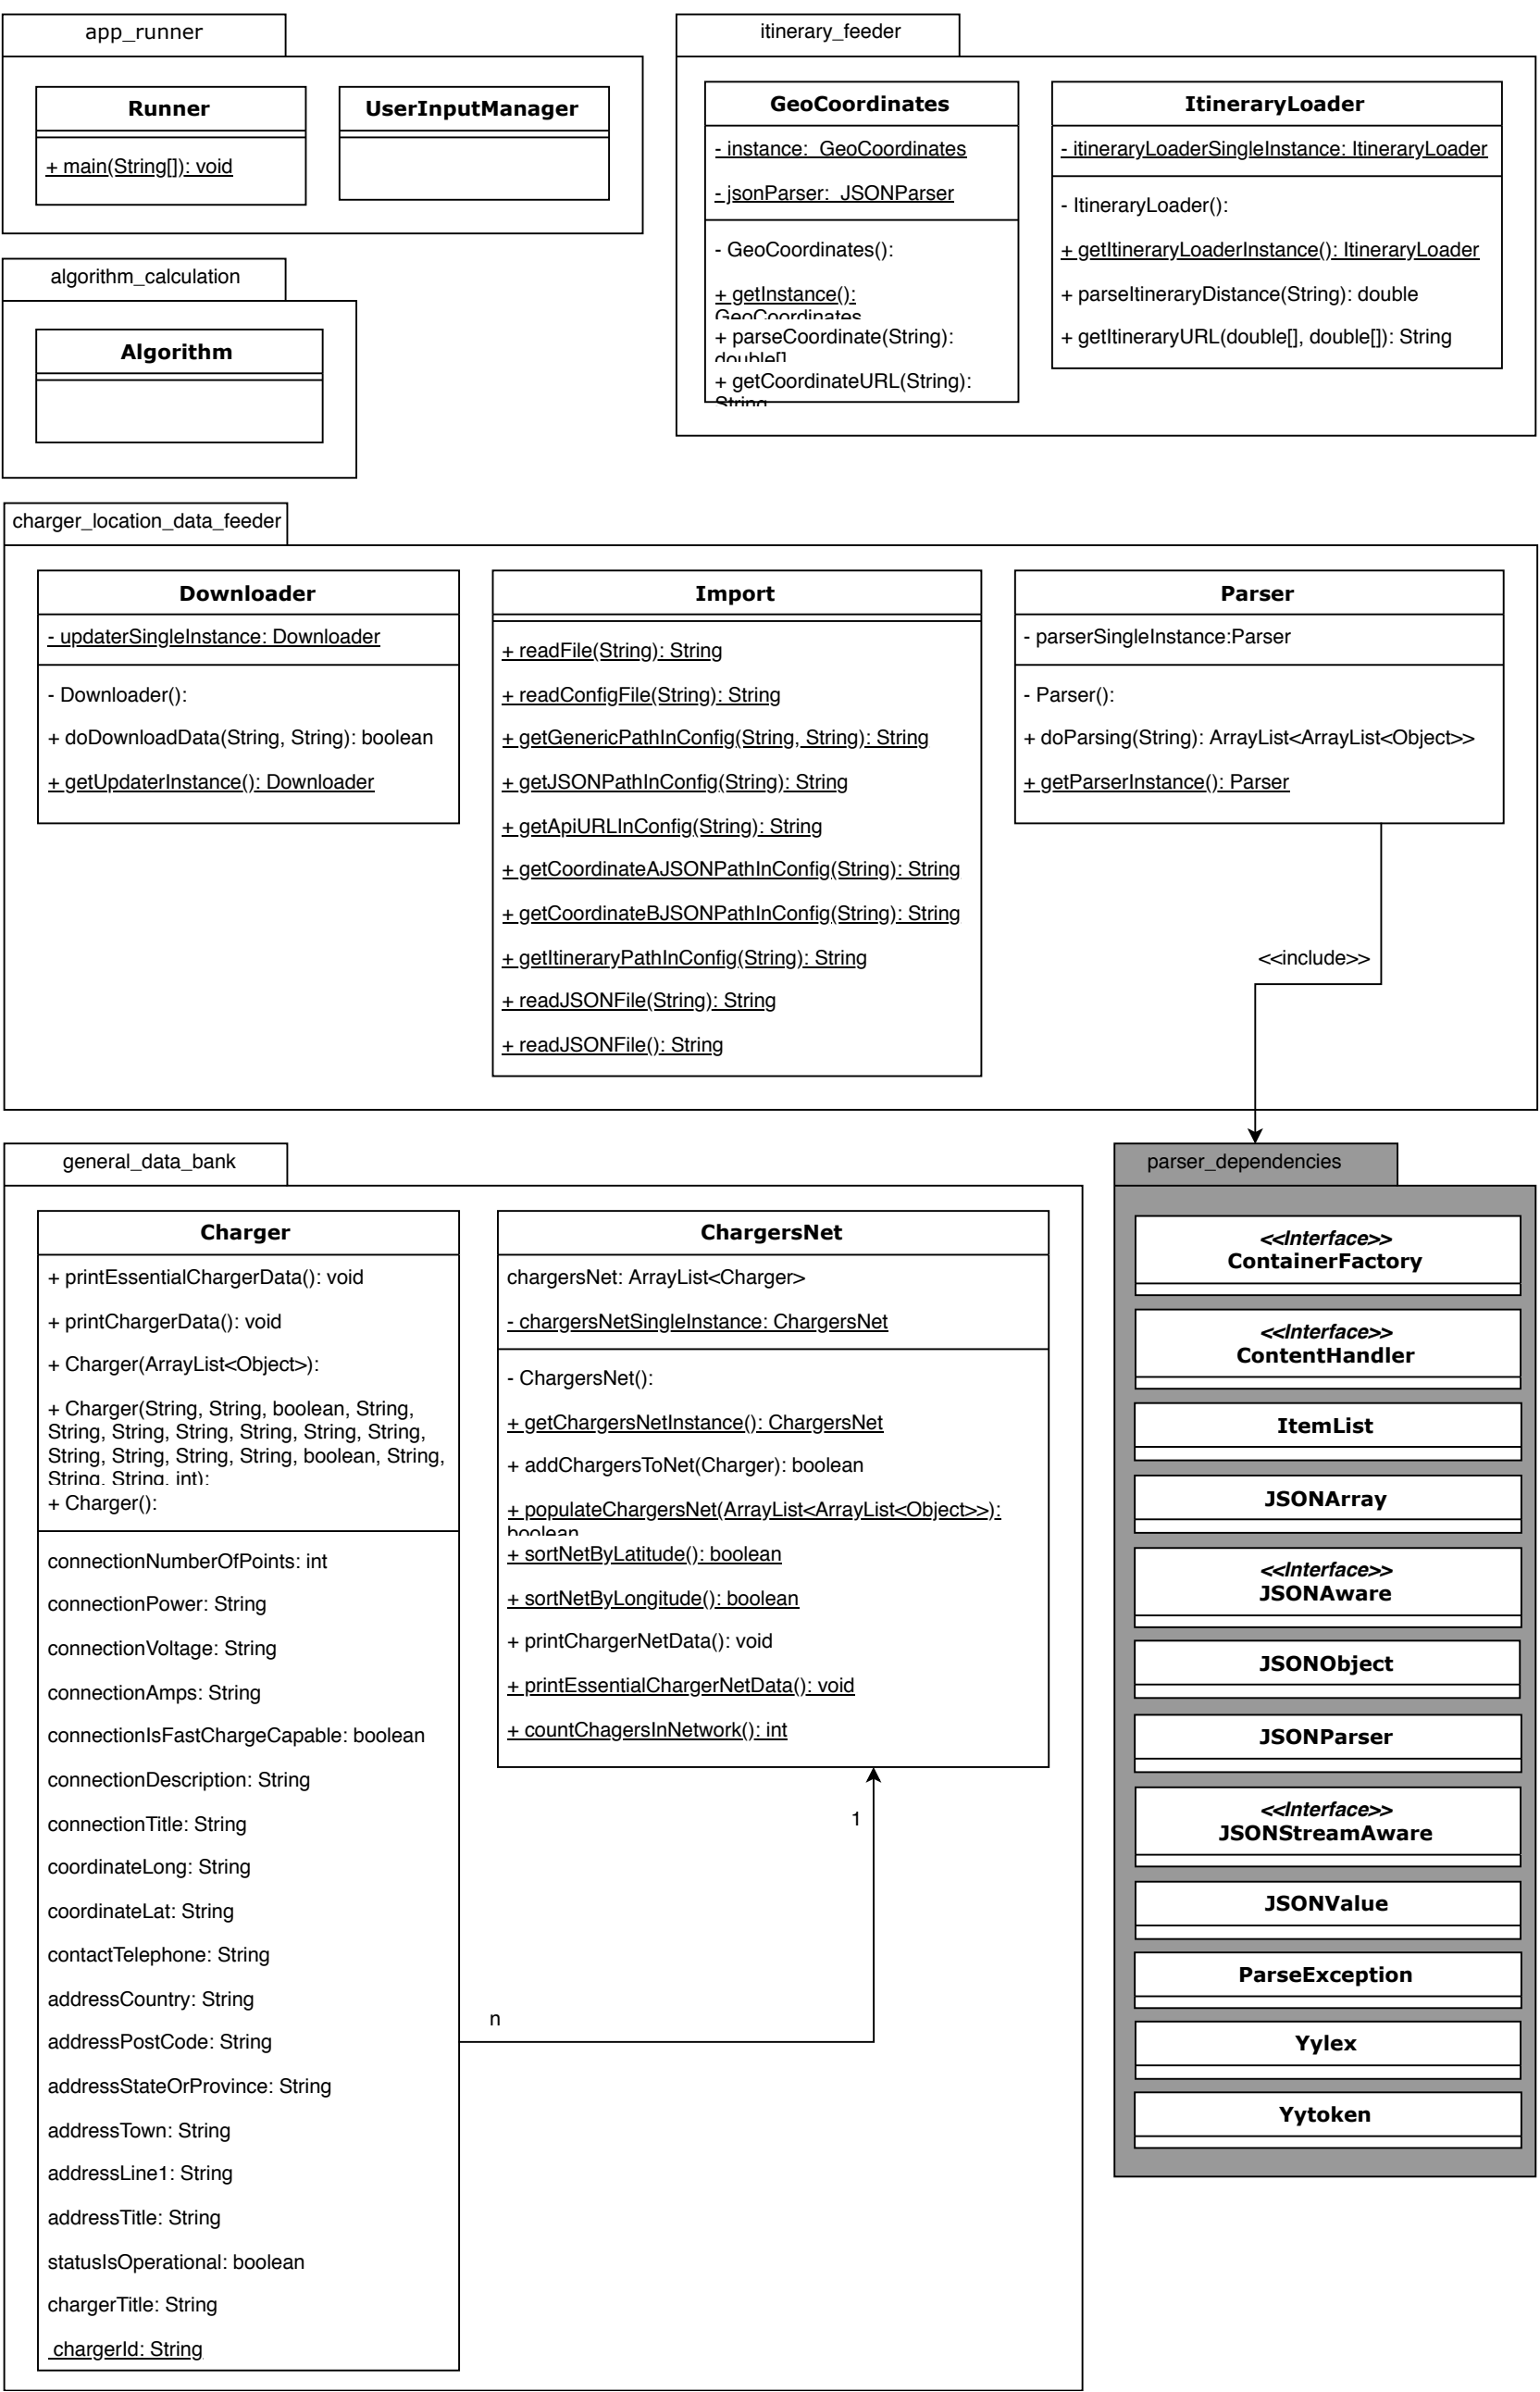 app_runner
Runner
+ main(String[]): void
UserInputManager
itinerary_feeder
GeoCoordinates
- instance:  GeoCoordinates
- jsonParser:  JSONParser
- GeoCoordinates():
+ getInstance():
GeoCoordinates
+ parseCoordinate(String):
double[]
+ getCoordinateURL(String):
String
ItineraryLoader
- itineraryLoaderSingleInstance: ItineraryLoader
- ItineraryLoader():
+ getItineraryLoaderInstance(): ItineraryLoader
+ parseItineraryDistance(String): double
+ getItineraryURL(double[], double[]): String
algorithm_calculation
Algorithm
charger_location_data_feeder
Downloader
- updaterSingleInstance: Downloader
- Downloader():
+ doDownloadData(String, String): boolean
+ getUpdaterInstance(): Downloader
Import
+ readFile(String): String
+ readConfigFile(String): String
+ getGenericPathInConfig(String, String): String
+ getJSONPathInConfig(String): String
+ getApiURLInConfig(String): String
+ getCoordinateAJSONPathInConfig(String): String
+ getCoordinateBJSONPathInConfig(String): String
+ getItineraryPathInConfig(String): String
+ readJSONFile(String): String
+ readJSONFile(): String
Parser
- parserSingleInstance:Parser
- Parser():
+ doParsing(String): ArrayList<ArrayList<Object>>
+ getParserInstance(): Parser
<<include>>
general_data_bank
Charger
+ printEssentialChargerData(): void
+ printChargerData(): void
+ Charger(ArrayList<Object>):
+ Charger(String, String, boolean, String,
String, String, String, String, String, String,
String, String, String, String, boolean, String,
String, String, int):
+ Charger():
connectionNumberOfPoints: int
connectionPower: String
connectionVoltage: String
connectionAmps: String
connectionIsFastChargeCapable: boolean
connectionDescription: String
connectionTitle: String
coordinateLong: String
coordinateLat: String
contactTelephone: String
addressCountry: String
addressPostCode: String
addressStateOrProvince: String
addressTown: String
addressLine1: String
addressTitle: String
statusIsOperational: boolean
chargerTitle: String
chargerId: String
ChargersNet
chargersNet: ArrayList<Charger>
- chargersNetSingleInstance: ChargersNet
- ChargersNet():
+ getChargersNetInstance(): ChargersNet
+ addChargersToNet(Charger): boolean
+ populateChargersNet(ArrayList<ArrayList<Object>>):
boolean
+ sortNetByLatitude(): boolean
+ sortNetByLongitude(): boolean
+ printChargerNetData(): void
+ printEssentialChargerNetData(): void
+ countChagersInNetwork(): int
1
n
parser_dependencies
<<Interface>>
ContainerFactory
<<Interface>>
ContentHandler
ItemList
JSONArray
<<Interface>>
JSONAware
JSONObject
JSONParser
<<Interface>>
JSONStreamAware
JSONValue
ParseException
Yylex
Yytoken